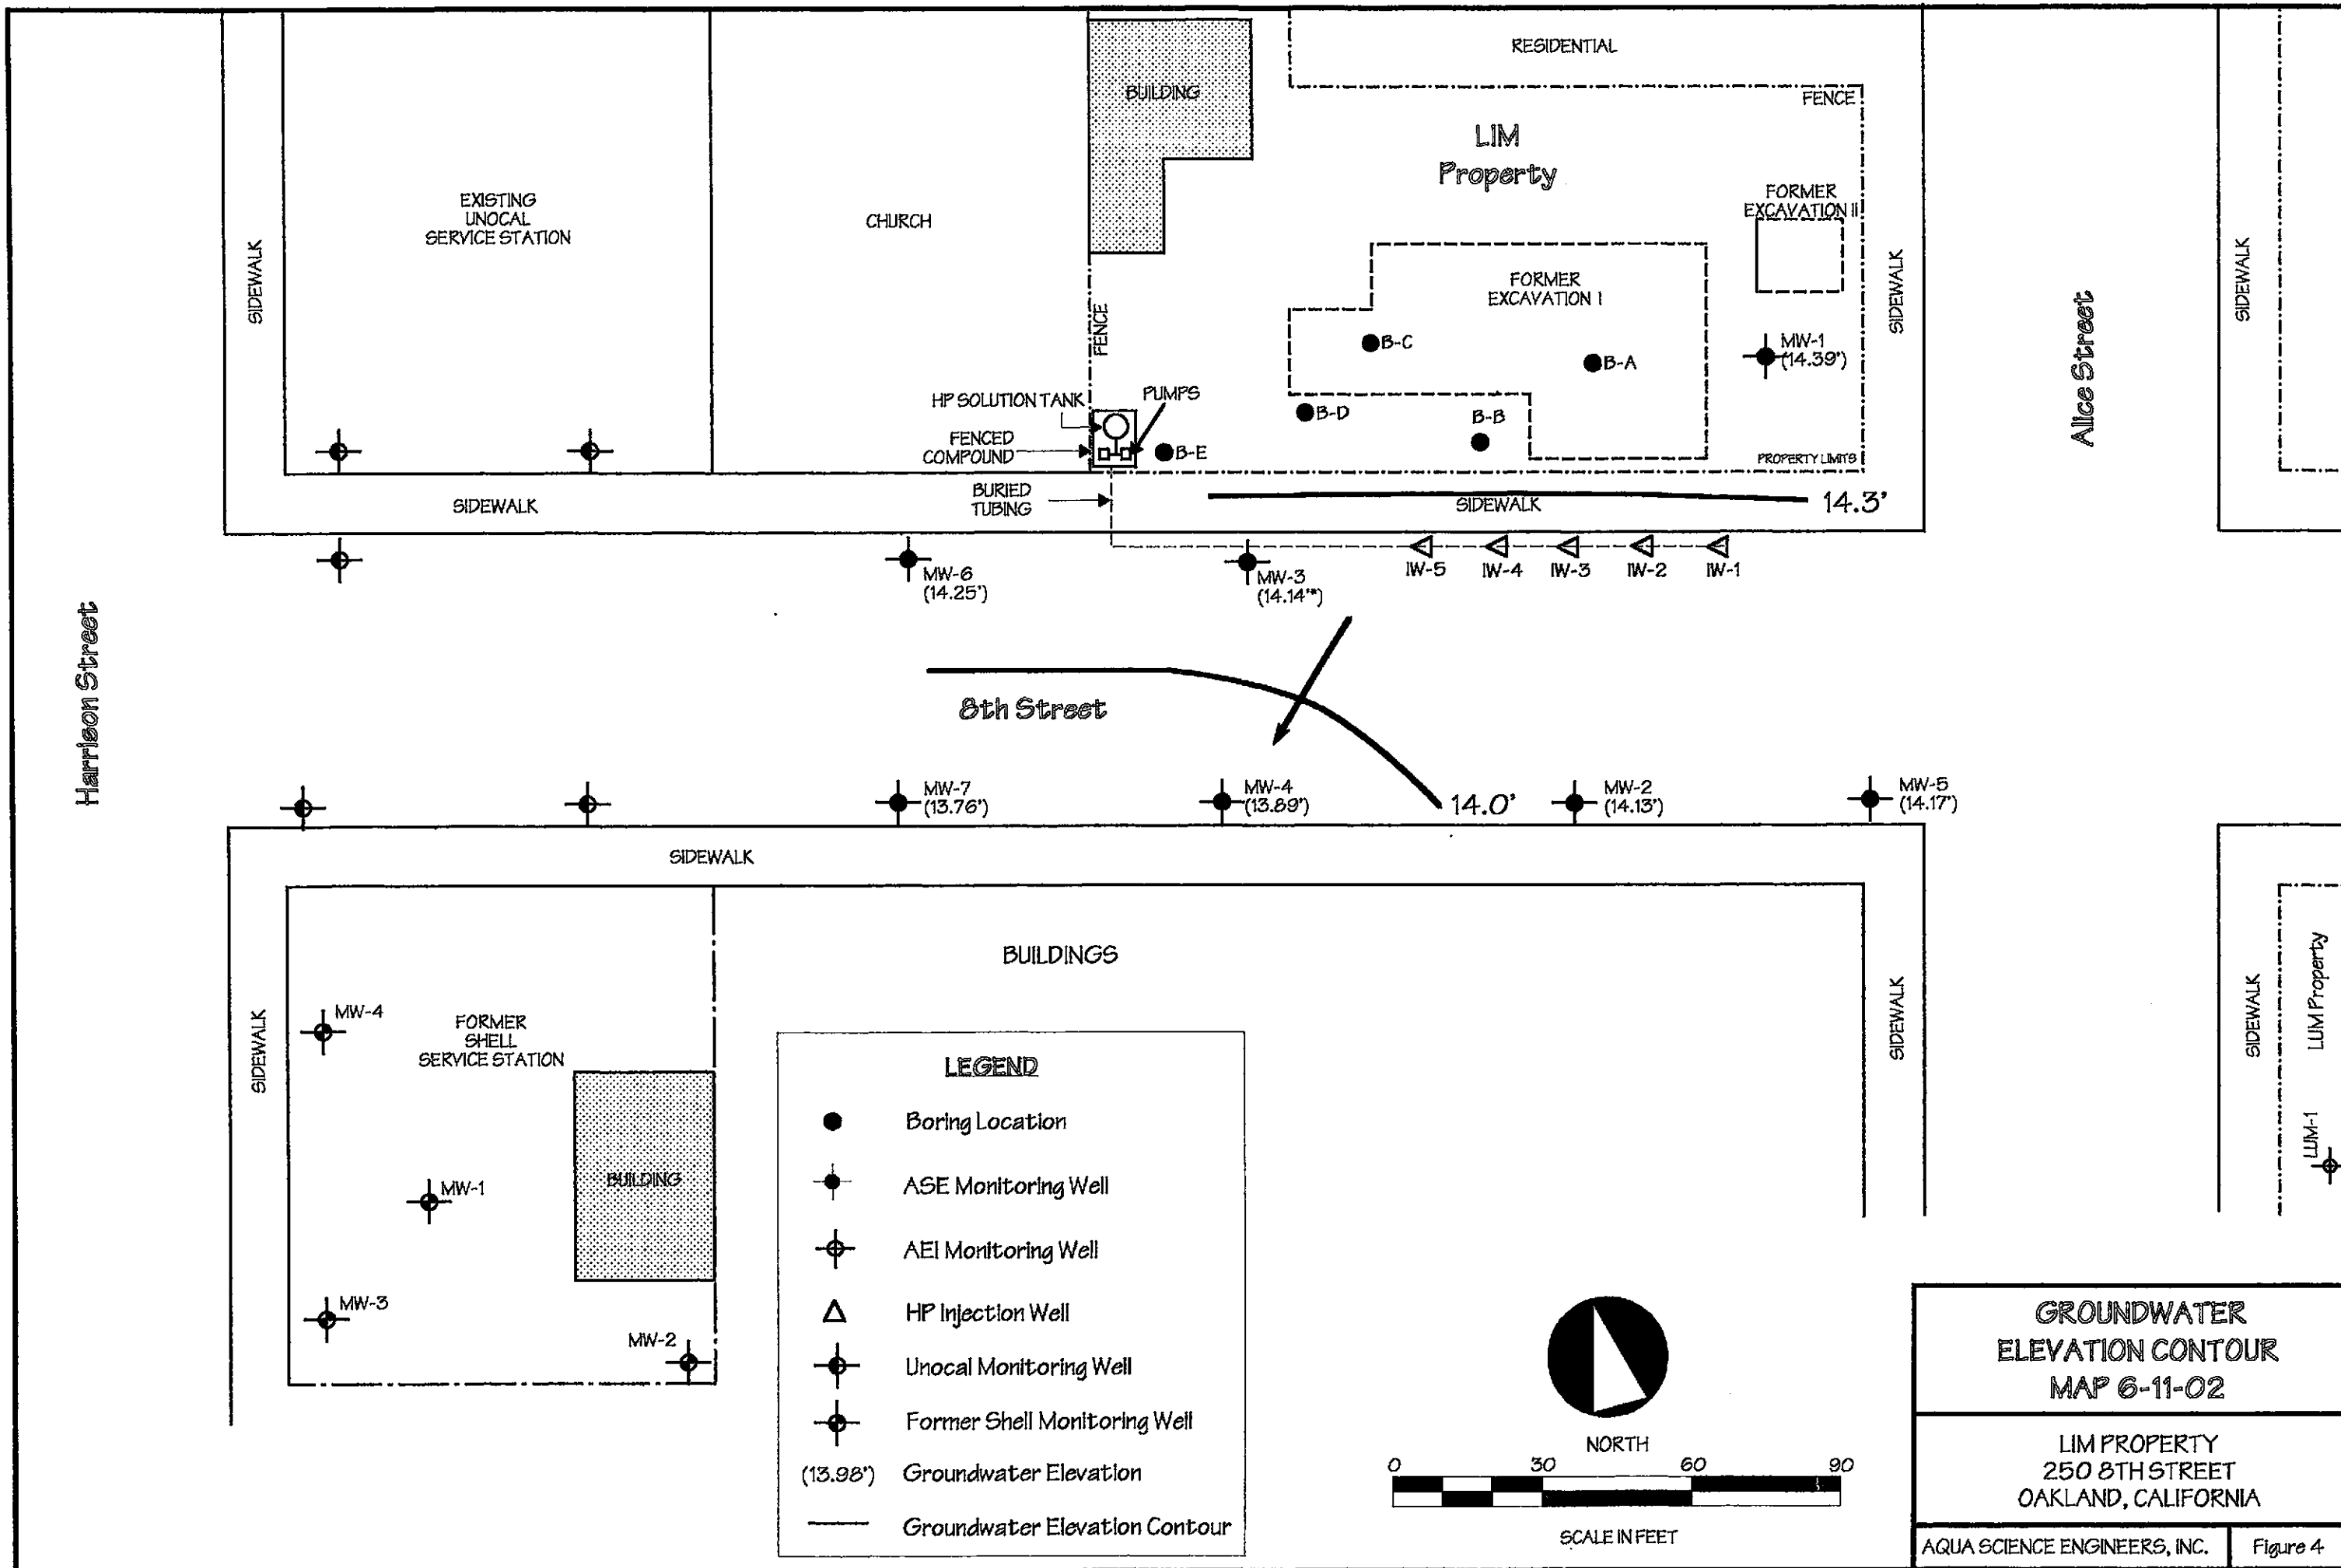 RESIDENTIAL
BUILDING
FENCE
LIM
Property
EXISTING
UNOCAL
SERVICE STATION
CHURCH
FORMER
EXCAVATION II
SIDEWALK
FENCE
FORMER
EXCAVATION I
SIDEWALK
Alice Street
SIDEWALK
B-C
B-A
MW-1
(14.39')
HP SOLUTION TANK
PUMPS
B-D
B-B
FENCED
COMPOUND
B-E
PROPERTY LIMITS
BURIED
TUBING
SIDEWALK
SIDEWALK
14.3'
MW-6
(14.25')
MW-3
(14.14'*)
IW-5
IW-4
IW-3
IW-2
IW-1
Harrison Street
8th Street
MW-7
(13.76')
MW-4
(13.89')
14.0'
MW-2
(14.13')
MW-5
(14.17')
SIDEWALK
BUILDINGS
SIDEWALK
MW-4
FORMER
SHELL
SERVICE STATION
SIDEWALK
SIDEWALK
LUM Property
LUM-1
BUILDING
MW-1
MW-3
MW-2
LEGEND
Boring Location
ASE Monitoring Well
AEI Monitoring Well
HP Injection Well
Unocal Monitoring Well
Former Shell Monitoring Well
(13.98') Groundwater Elevation
Groundwater Elevation Contour
NORTH
0 30 60 90
SCALE IN FEET
GROUNDWATER
ELEVATION CONTOUR
MAP 6-11-02
LIM PROPERTY
250 8TH STREET
OAKLAND, CALIFORNIA
AQUA SCIENCE ENGINEERS, INC.
Figure 4